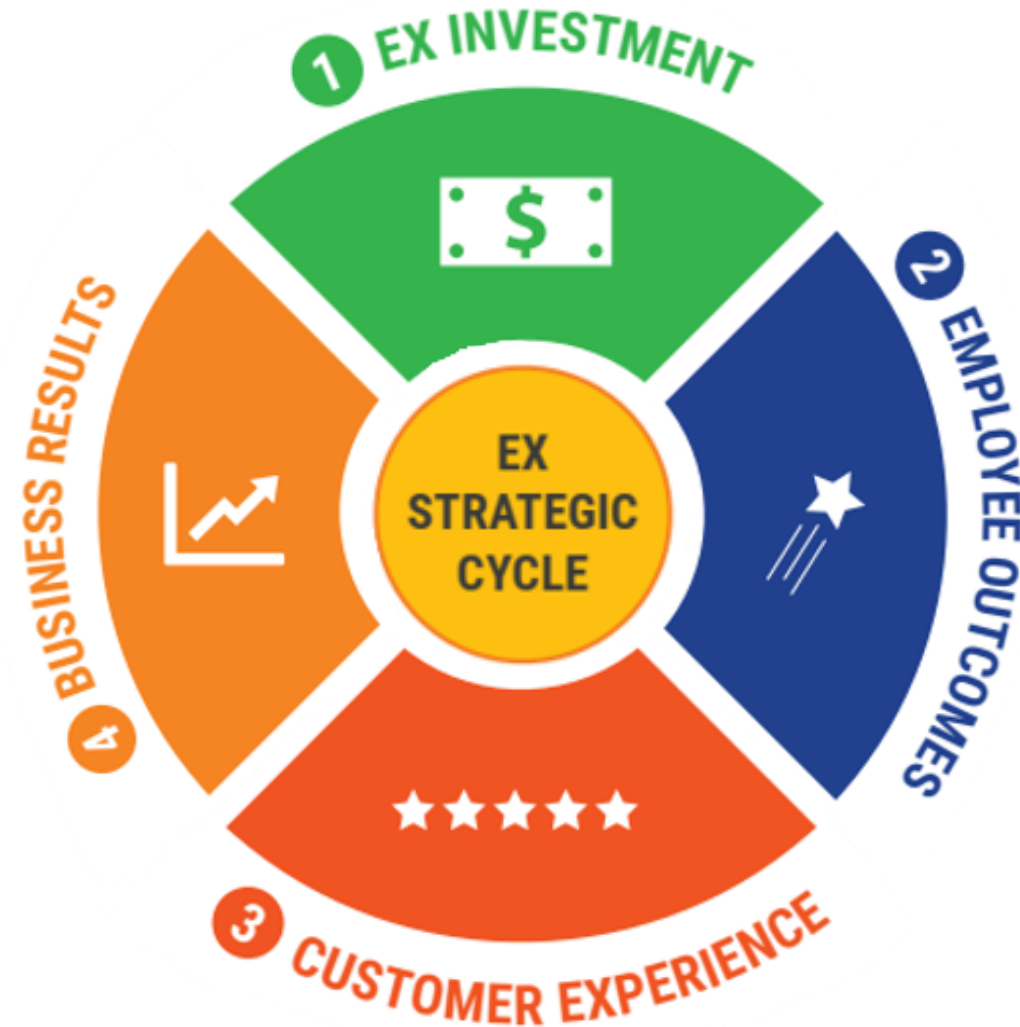 1 EX INVESTMENT
$
2 EMPLOYEE OUTCOMES
3 CUSTOMER EXPERIENCE
4 BUSINESS RESULTS
EX
STRATEGIC
CYCLE